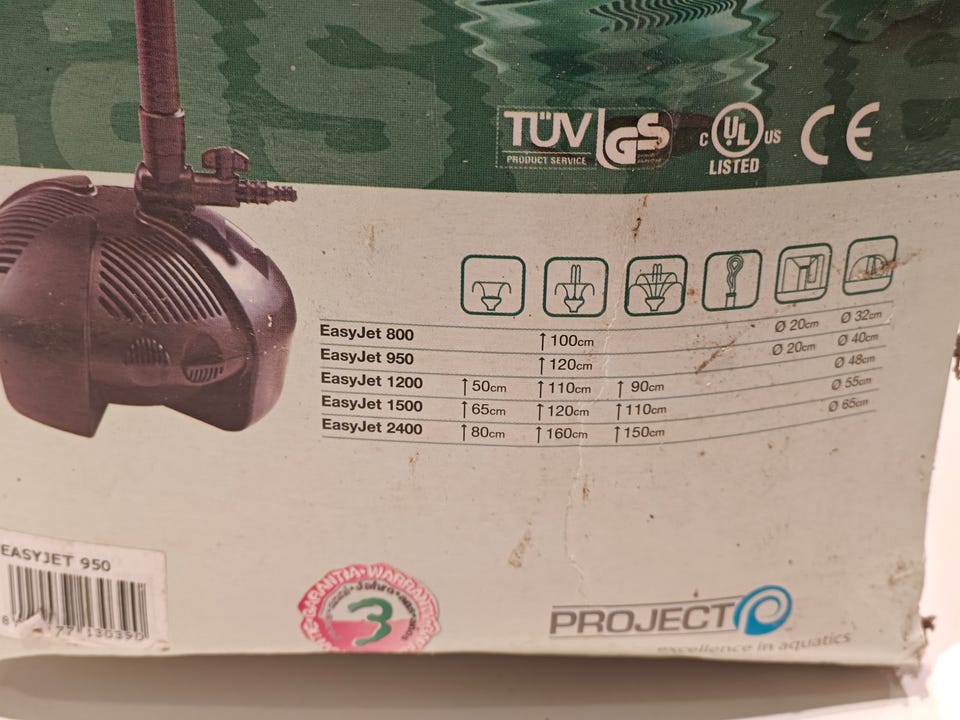 TÜV GS
PRODUCT SERVICE
C UL US
LISTED
CE
EasyJet 800 ↑100cm Ø 20cm Ø 32cm
EasyJet 950 ↑120cm Ø 20cm Ø 40cm
EasyJet 1200 ↑50cm ↑110cm ↑90cm Ø 48cm
EasyJet 1500 ↑65cm ↑120cm ↑110cm Ø 55cm
EasyJet 2400 ↑80cm ↑160cm ↑150cm Ø 65cm
EASYJET 950
GARANTIA • WARRANTY
3
PROJECT
excellence in aquatics